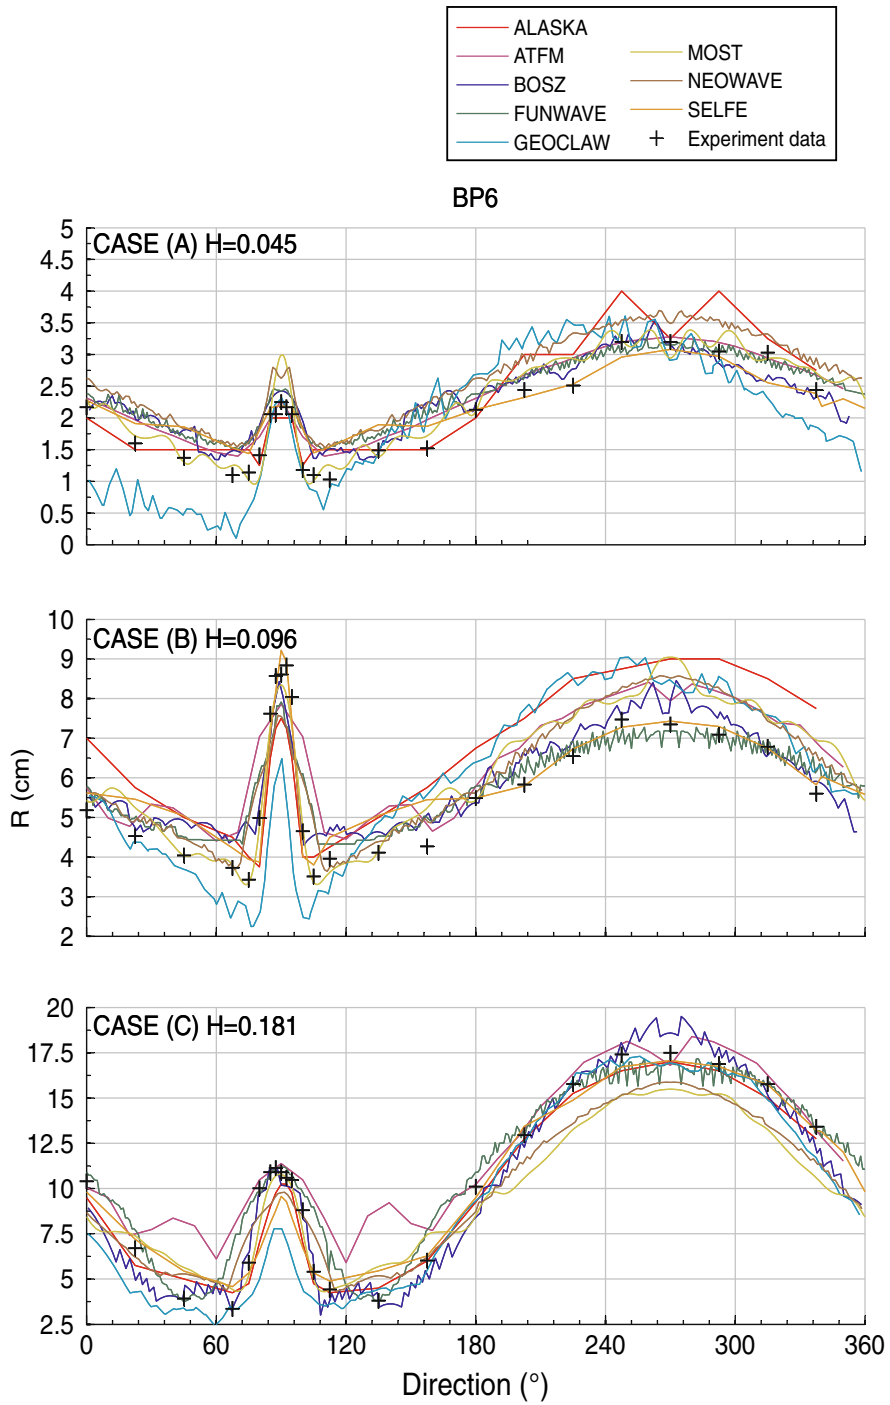 ALASKA
ATFM
BOSZ
FUNWAVE
GEOCLAW
MOST
NEOWAVE
SELFE
Experiment data
BP6
CASE (A) H=0.045
5
4.5
4
3.5
3
2.5
2
1.5
1
0.5
0
CASE (B) H=0.096
10
9
8
7
6
5
4
3
2
R (cm)
CASE (C) H=0.181
20
17.5
15
12.5
10
7.5
5
2.5
0 60 120 180 240 300 360
Direction (°)